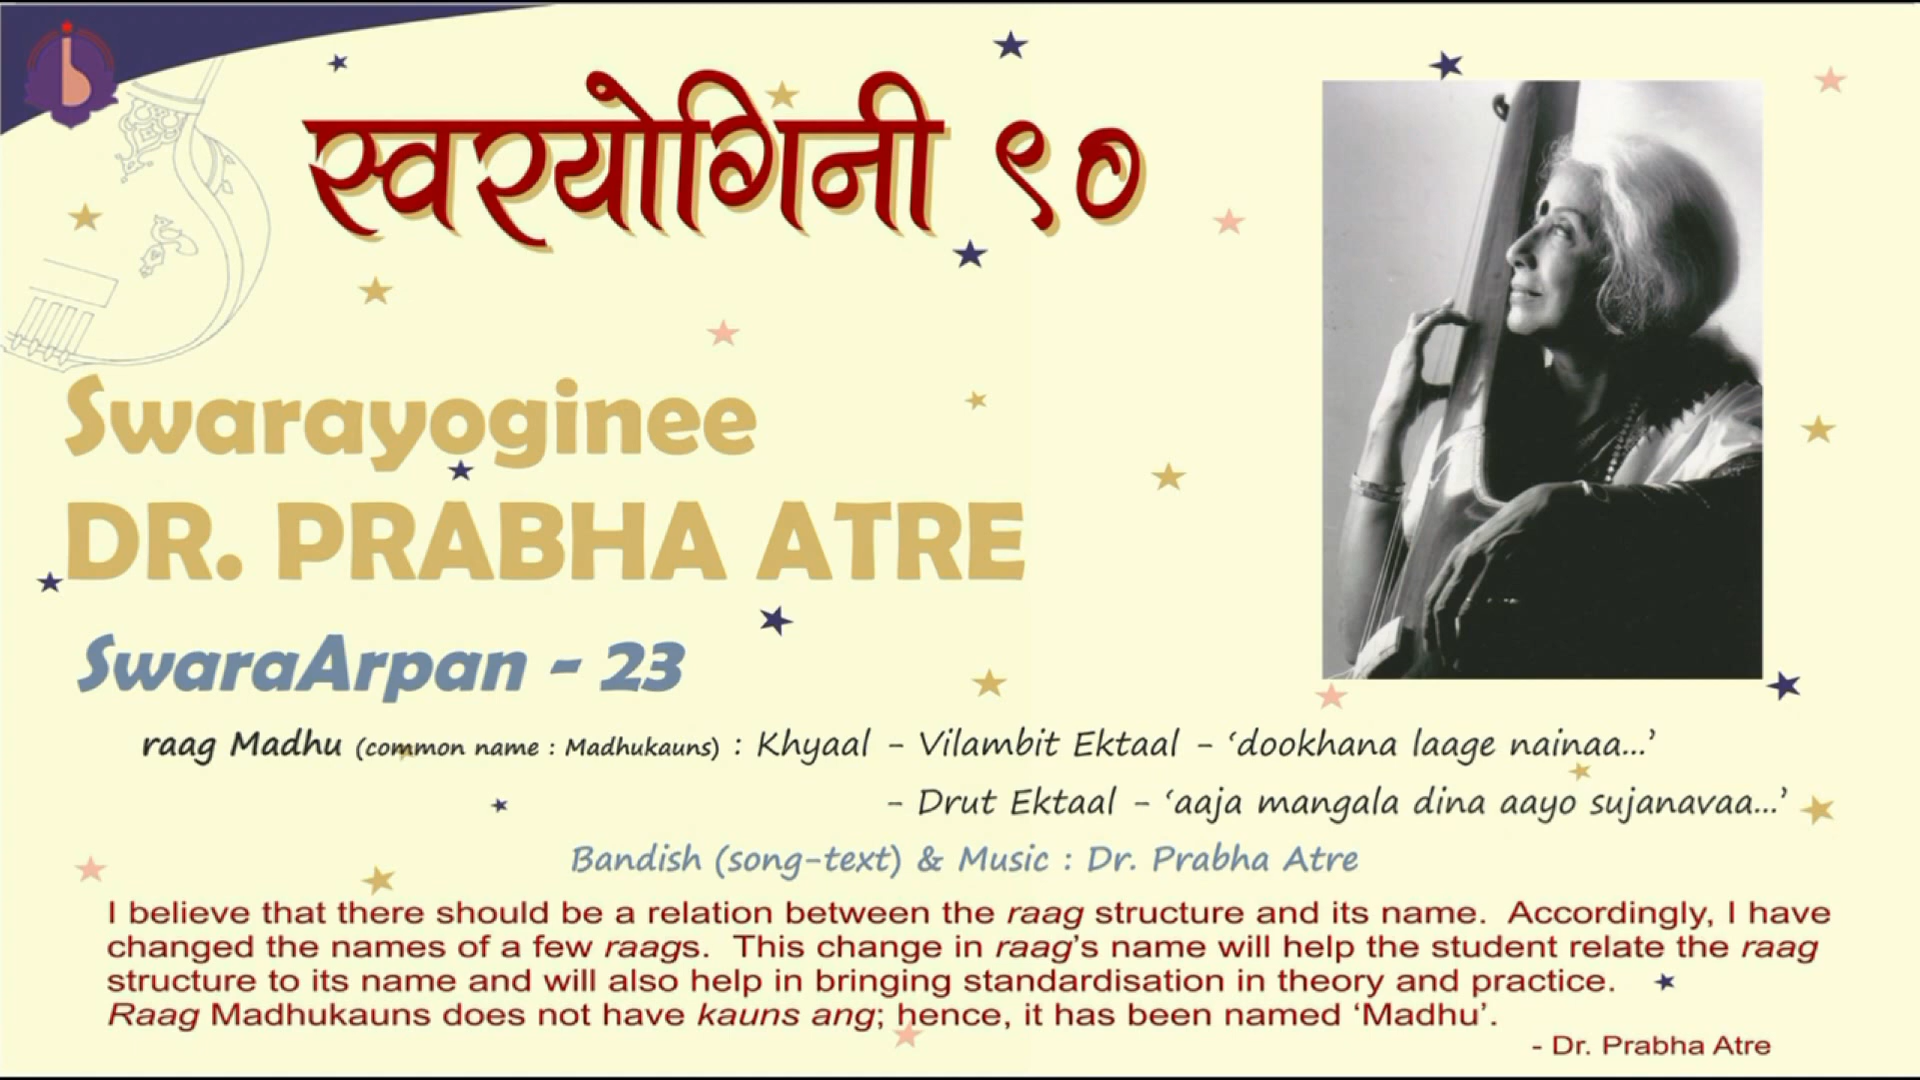 स्वरयोगिनी ९०
Swarayoginee
DR. PRABHA ATRE
SwaraArpan - 23
raag Madhu (common name : Madhukauns) : Khyaal - Vilambit Ektaal - ‘dookhana laage nainaa...’
- Drut Ektaal - ‘aaja mangala dina aayo sujanavaa...’
Bandish (song-text) & Music : Dr. Prabha Atre
I believe that there should be a relation between the raag structure and its name. Accordingly, I have
changed the names of a few raags. This change in raag’s name will help the student relate the raag
structure to its name and will also help in bringing standardisation in theory and practice.
Raag Madhukauns does not have kauns ang; hence, it has been named ‘Madhu’.
- Dr. Prabha Atre